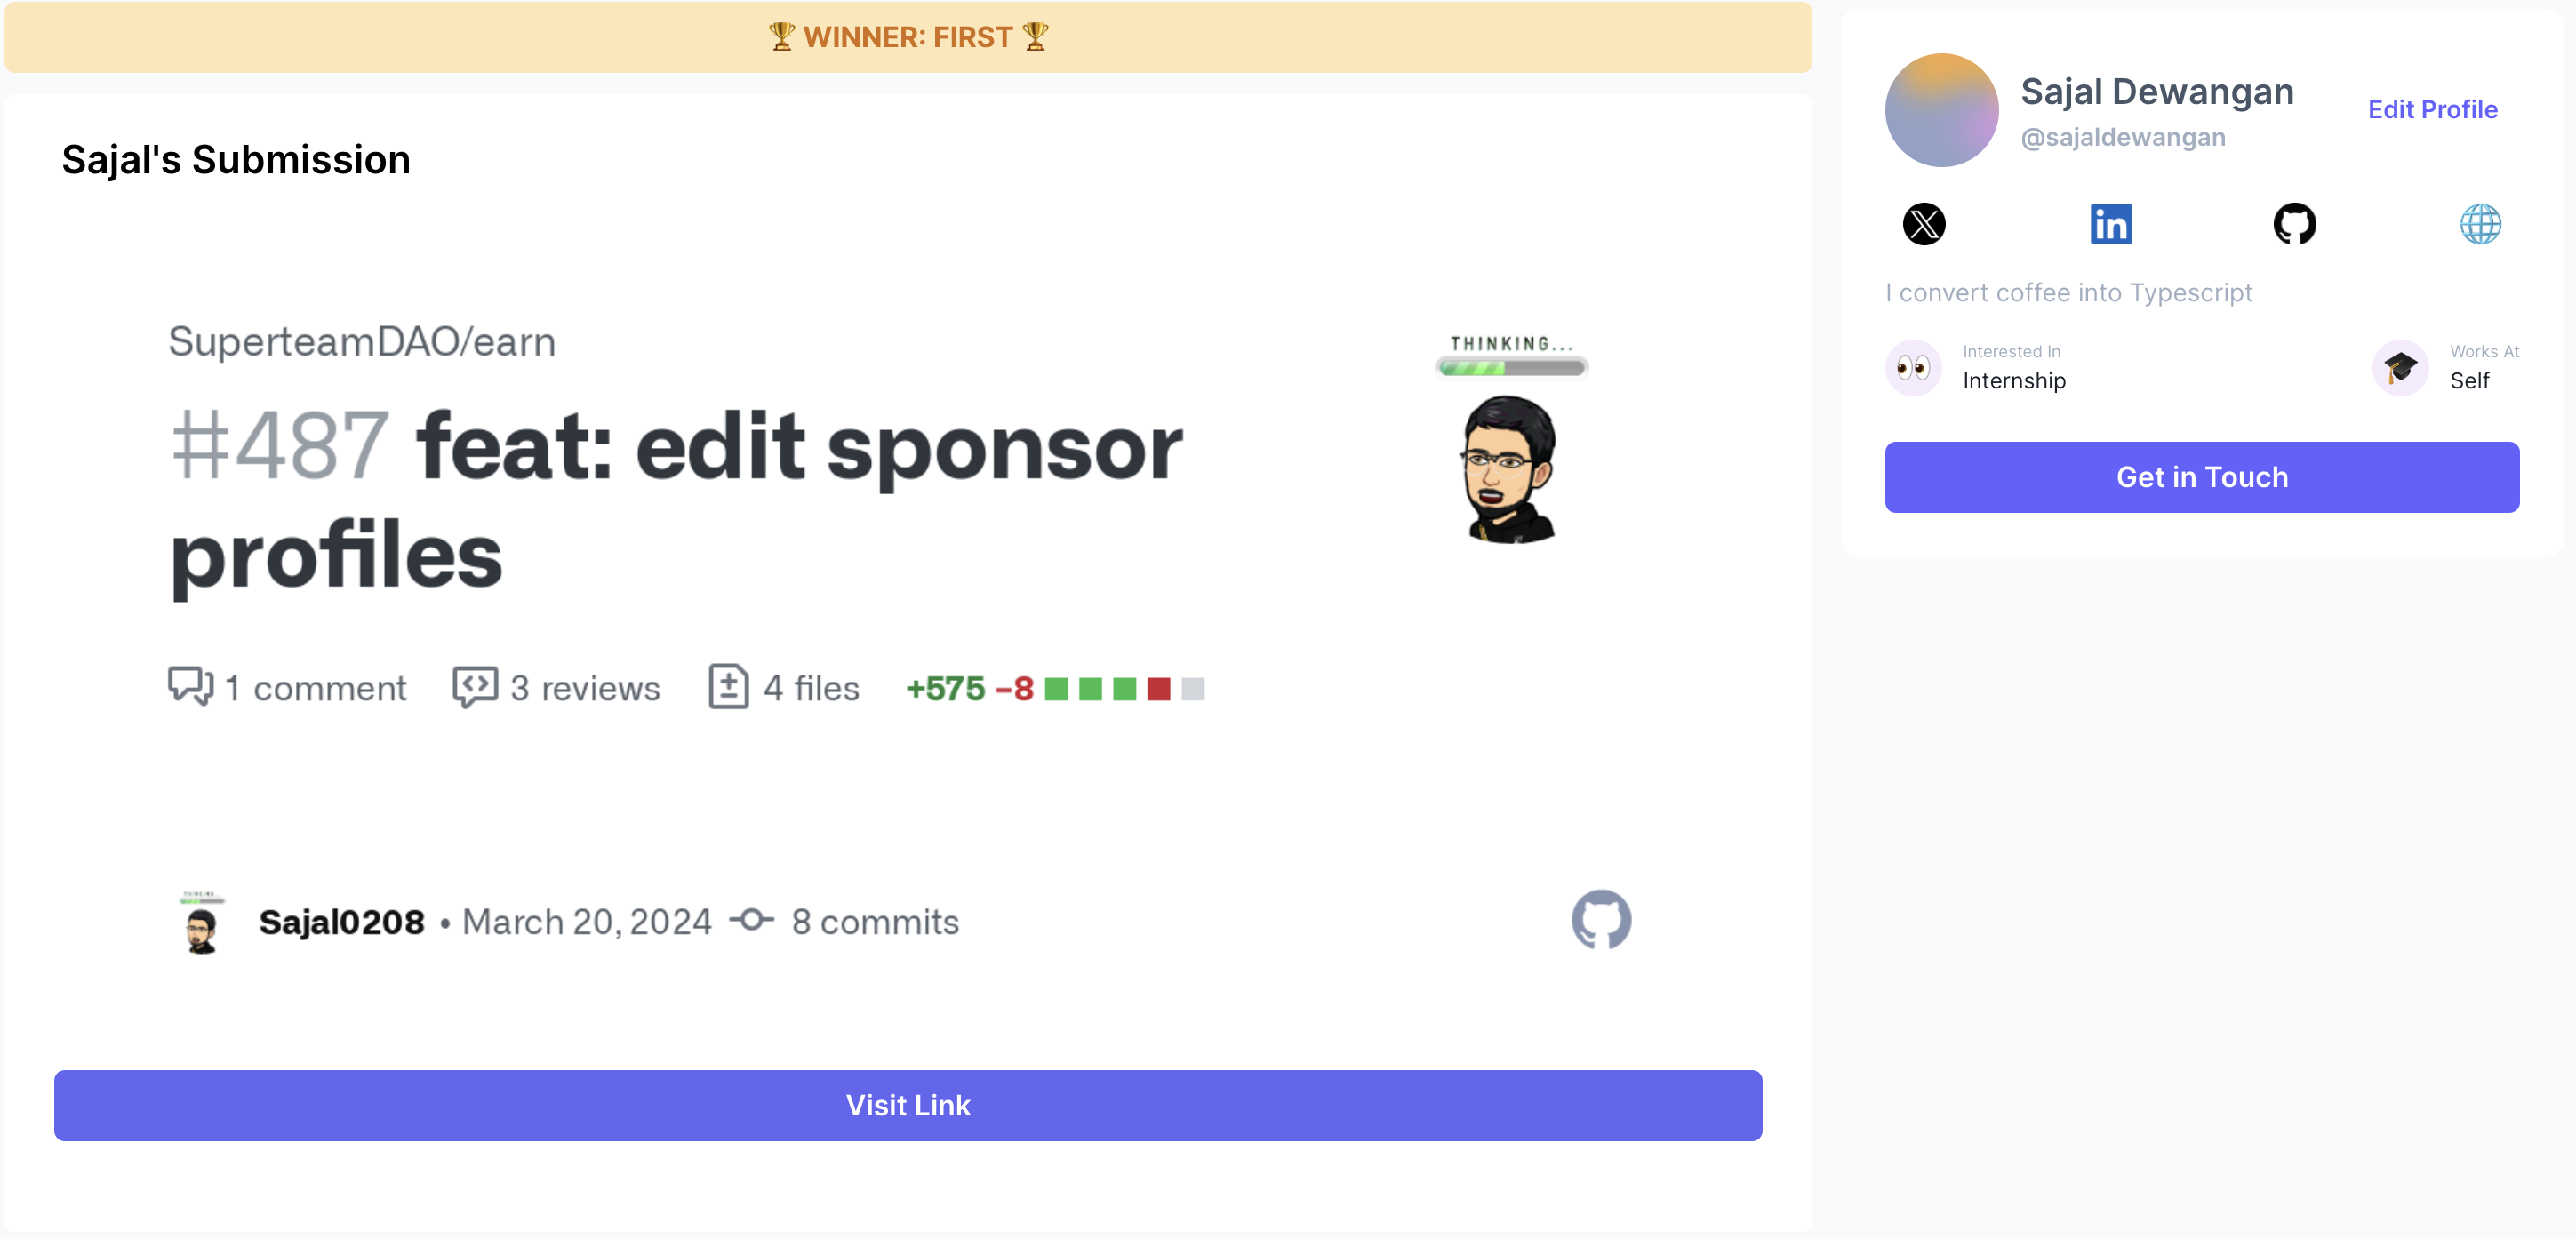 🏆 WINNER: FIRST 🏆
Sajal's Submission
SuperteamDAO/earn
#487 feat: edit sponsor
profiles
THINKING...
1 comment 3 reviews 4 files +575 −8
Sajal0208 • March 20, 2024 8 commits
Visit Link
Sajal Dewangan
@sajaldewangan
Edit Profile
I convert coffee into Typescript
Interested In
Internship
Works At
Self
Get in Touch